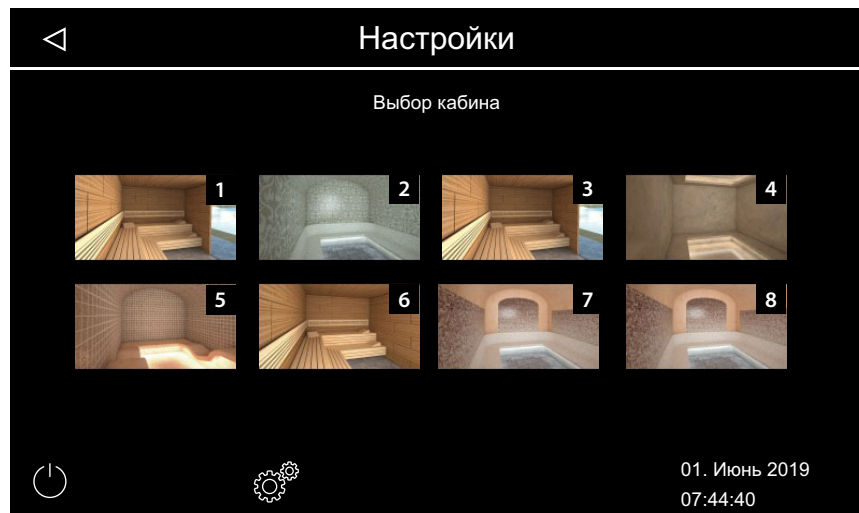 Настройки
Выбор кабина
1 2 3 4
5 6 7 8
01. Июнь 2019
07:44:40